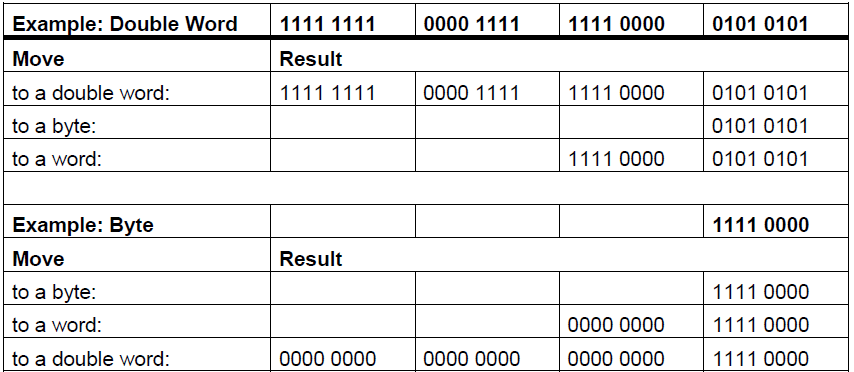 Example: Double Word 1111 1111 0000 1111 1111 0000 0101 0101
Move Result
to a double word: 1111 1111 0000 1111 1111 0000 0101 0101
to a byte: 0101 0101
to a word: 1111 0000 0101 0101
Example: Byte 1111 0000
Move Result
to a byte: 1111 0000
to a word: 0000 0000 1111 0000
to a double word: 0000 0000 0000 0000 0000 0000 1111 0000